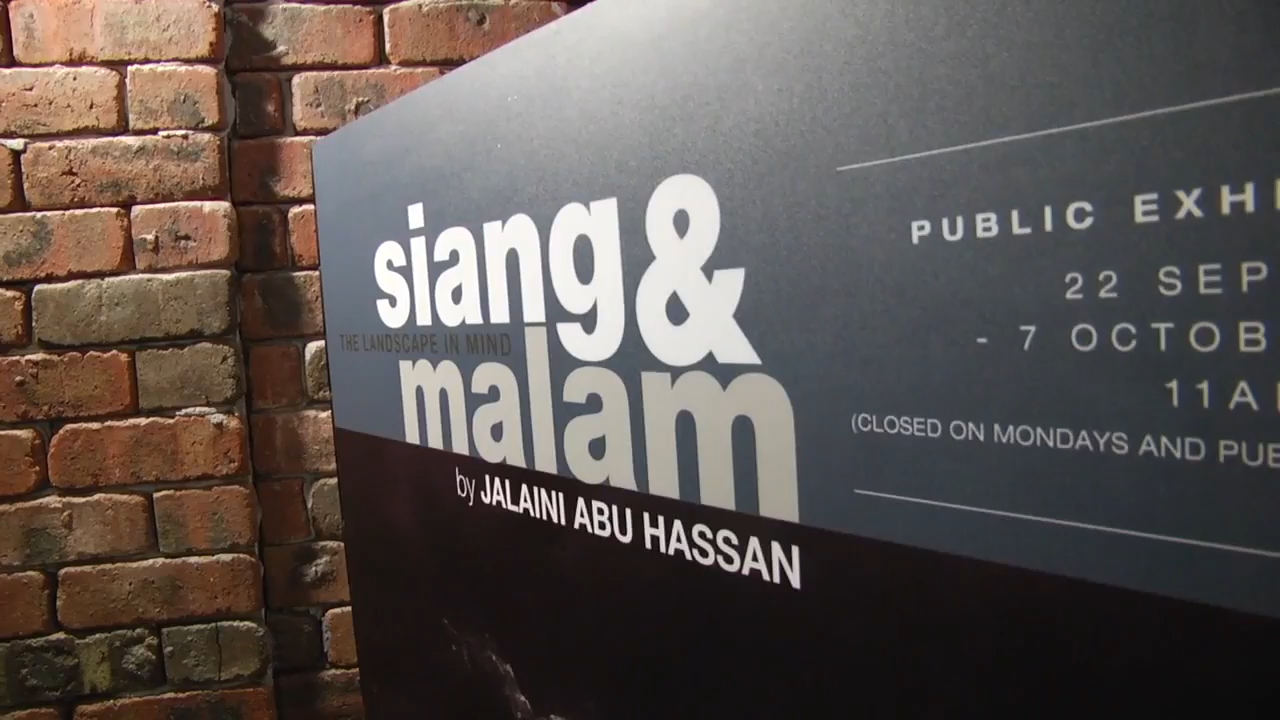 siang&
THE LANDSCAPE IN MIND
malam
by JALAINI ABU HASSAN
PUBLIC
22
- 7
(CLOSED ON MONDAYS AND